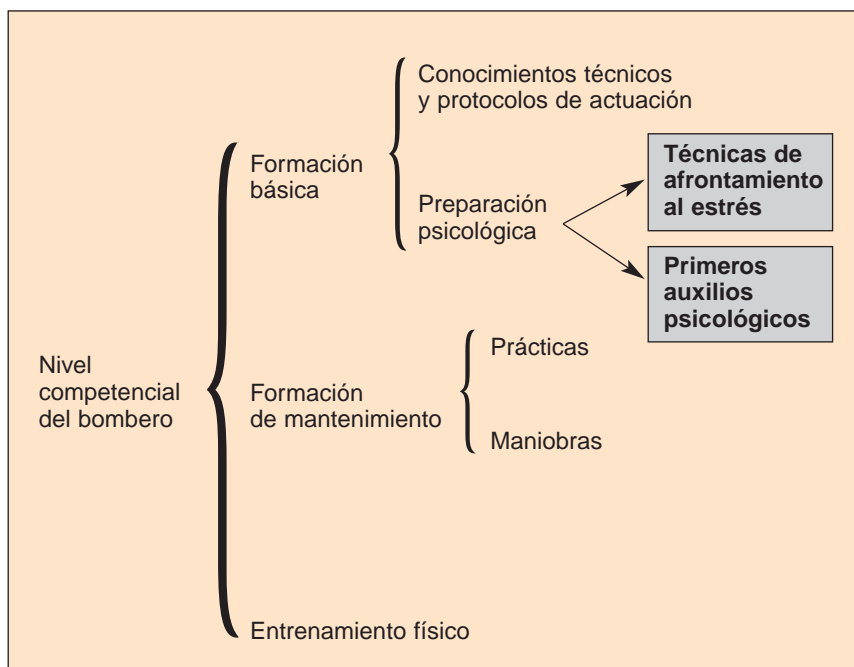 Nivel
competencial
del bombero
Formación
básica
Conocimientos técnicos
y protocolos de actuación
Preparación
psicológica
Técnicas de
afrontamiento
al estrés
Primeros
auxilios
psicológicos
Formación
de mantenimiento
Prácticas
Maniobras
Entrenamiento físico